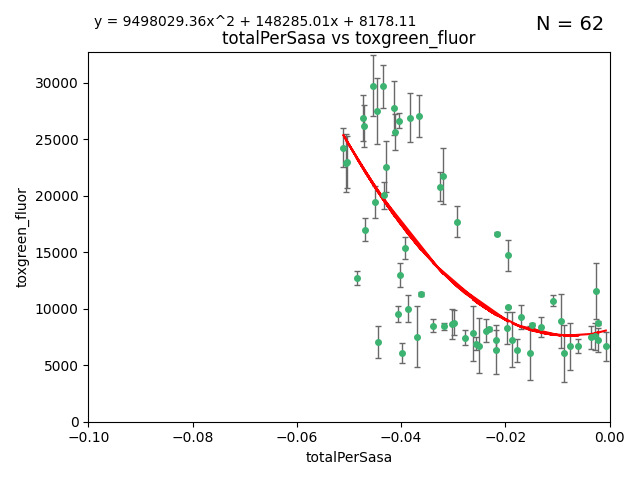 y = 9498029.36x^2 + 148285.01x + 8178.11
N = 62
totalPerSasa vs toxgreen_fluor
30000
25000
20000
15000
10000
5000
0
toxgreen_fluor
−0.10
−0.08
−0.06
−0.04
−0.02
0.00
totalPerSasa